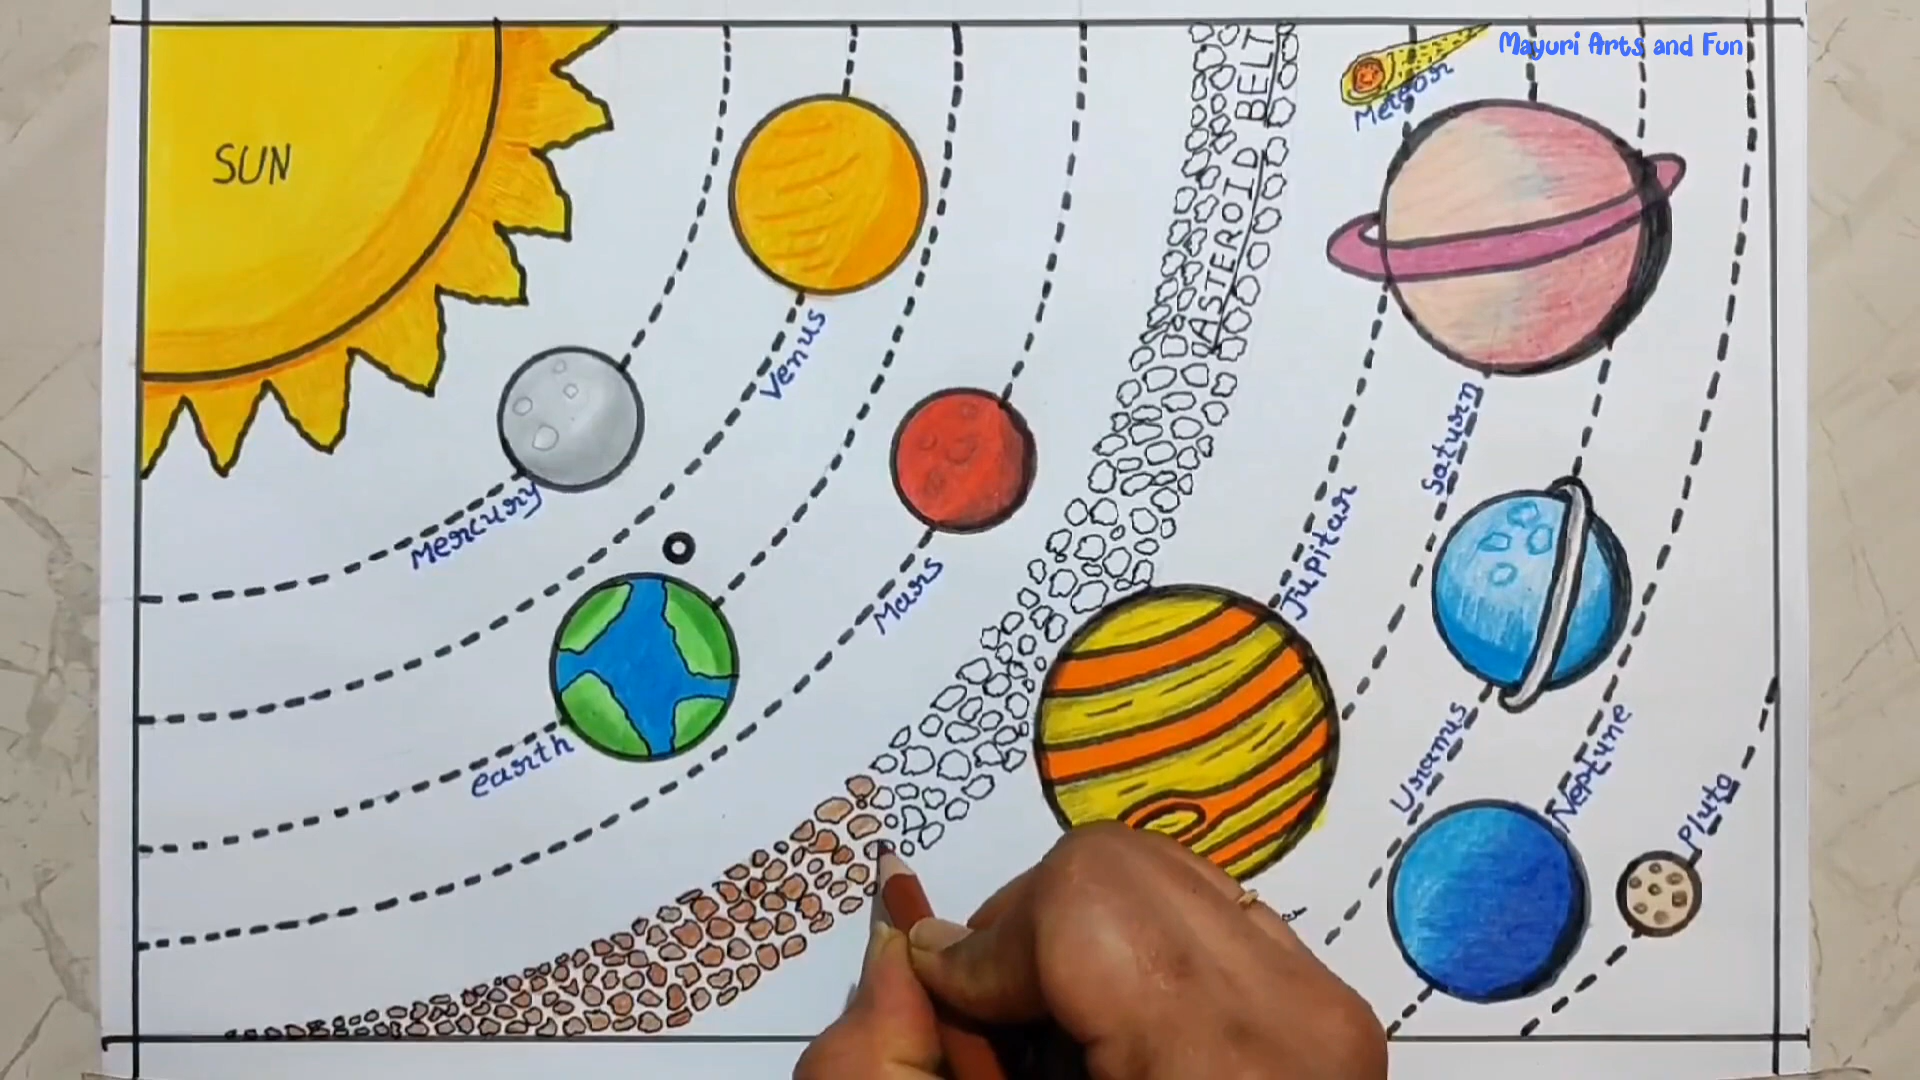 Mayuri Arts and Fun
SUN
ASTEROID BELT
Meteor
Venus
Mercury
Saturn
Jupitar
Mars
earth
Uranus
Neptune
Pluto